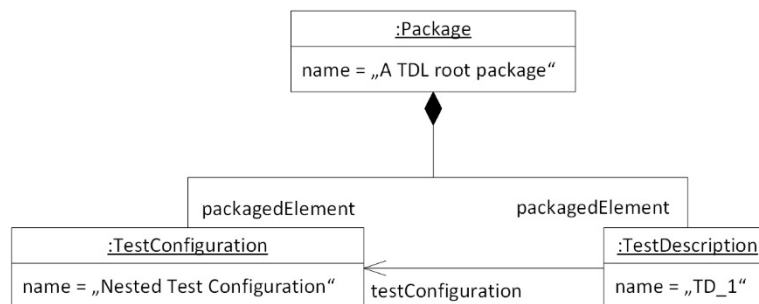 :Package
name = „A TDL root package“
packagedElement
packagedElement
:TestConfiguration
name = „Nested Test Configuration“
testConfiguration
:TestDescription
name = „TD_1“